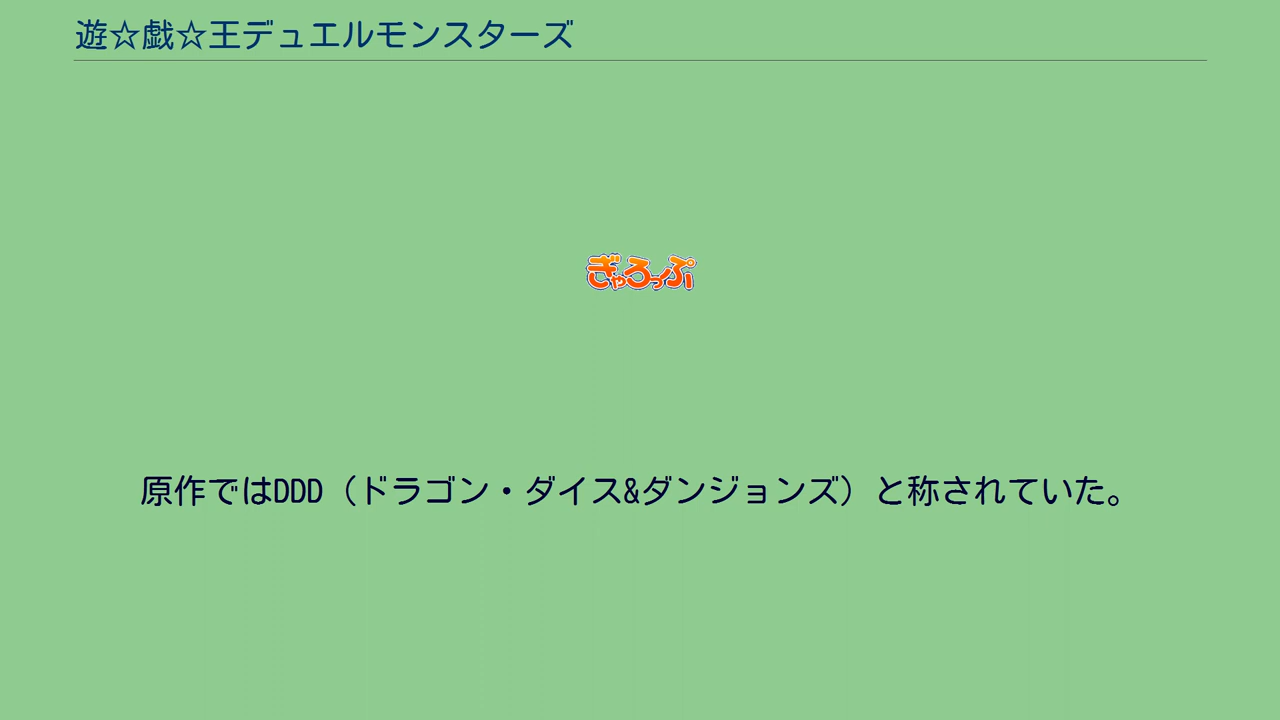 遊☆戯☆王デュエルモンスターズ
ぎゃろっぷ
原作ではDDD（ドラゴン・ダイス&ダンジョンズ）と称されていた。